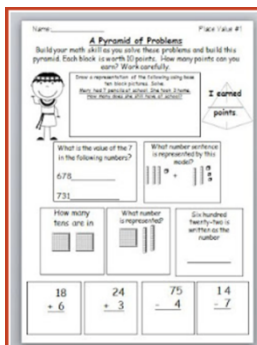 Name:__________ Place Value #1
A Pyramid of Problems
Build your math skill as you solve these problems and build this
pyramid. Each block is worth 10 points. How many points can you
earn? Work carefully.
Draw a representation of the following using base
ten block pictures. Solve.
Mary had 7 pencils at school. She took 3 home.
How many does she still have at school?
I earned
points.
What is the value of the 7
in the following numbers?
678
731
What number sentence
is represented by this
model?
+
How many
tens are in
What number
is represented?
Six hundred
twenty-two is
written as the
number
18
+ 6
24
+ 3
75
- 4
14
- 7